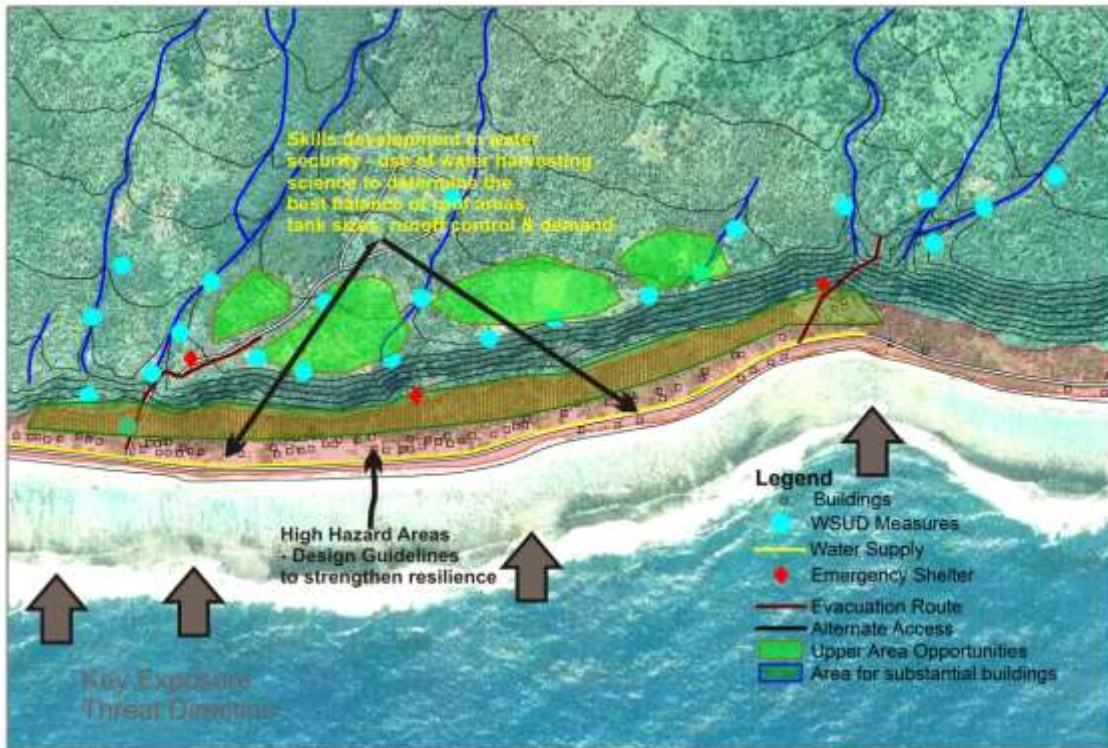 Skills development in water
security - use of water harvesting
science to determine the
best balance of roof areas,
tank sizes, runoff control & demand
High Hazard Areas
- Design Guidelines
to strengthen resilience
Key Exposure
Threat Direction
Legend
Buildings
WSUD Measures
Water Supply
Emergency Shelter
Evacuation Route
Alternate Access
Upper Area Opportunities
Area for substantial buildings